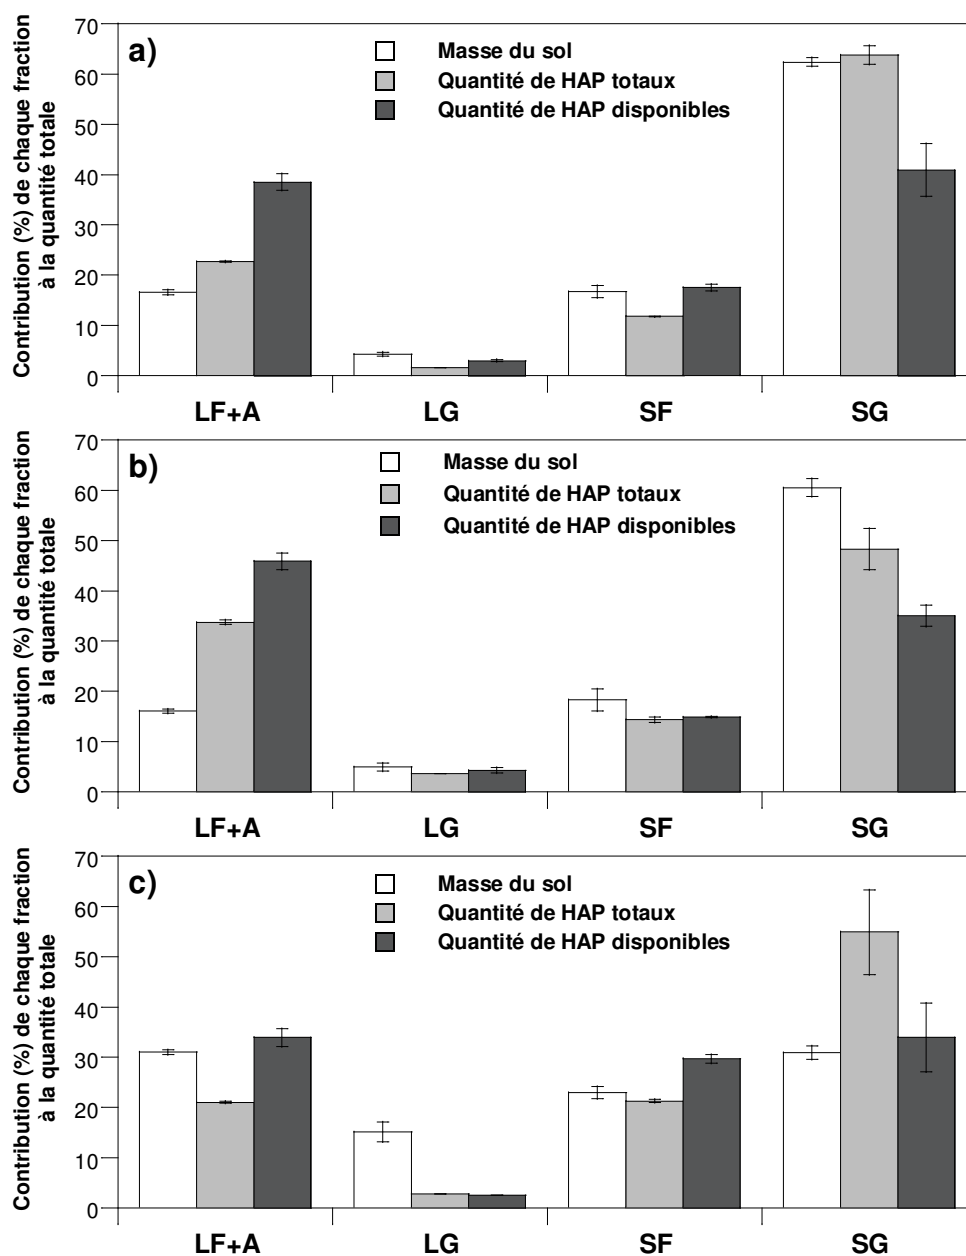 Contribution (%) de chaque fraction
à la quantité totale
70
60
50
40
30
20
10
0
a)
Masse du sol
Quantité de HAP totaux
Quantité de HAP disponibles
LF+A
LG
SF
SG
Contribution (%) de chaque fraction
à la quantité totale
70
60
50
40
30
20
10
0
b)
Masse du sol
Quantité de HAP totaux
Quantité de HAP disponibles
LF+A
LG
SF
SG
Contribution (%) de chaque fraction
à la quantité totale
70
60
50
40
30
20
10
0
c)
Masse du sol
Quantité de HAP totaux
Quantité de HAP disponibles
LF+A
LG
SF
SG